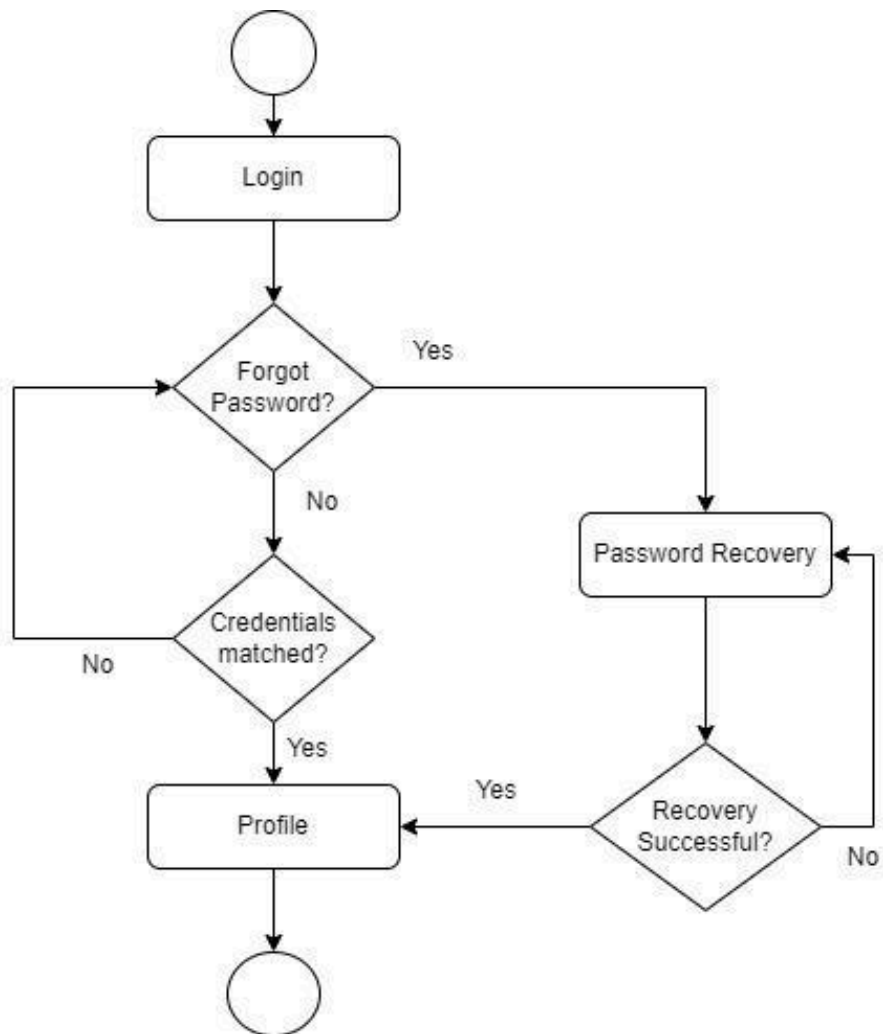 Login
Forgot
Password?
Yes
No
Password Recovery
Credentials
matched?
No
Yes
Profile
Yes
Recovery
Successful?
No